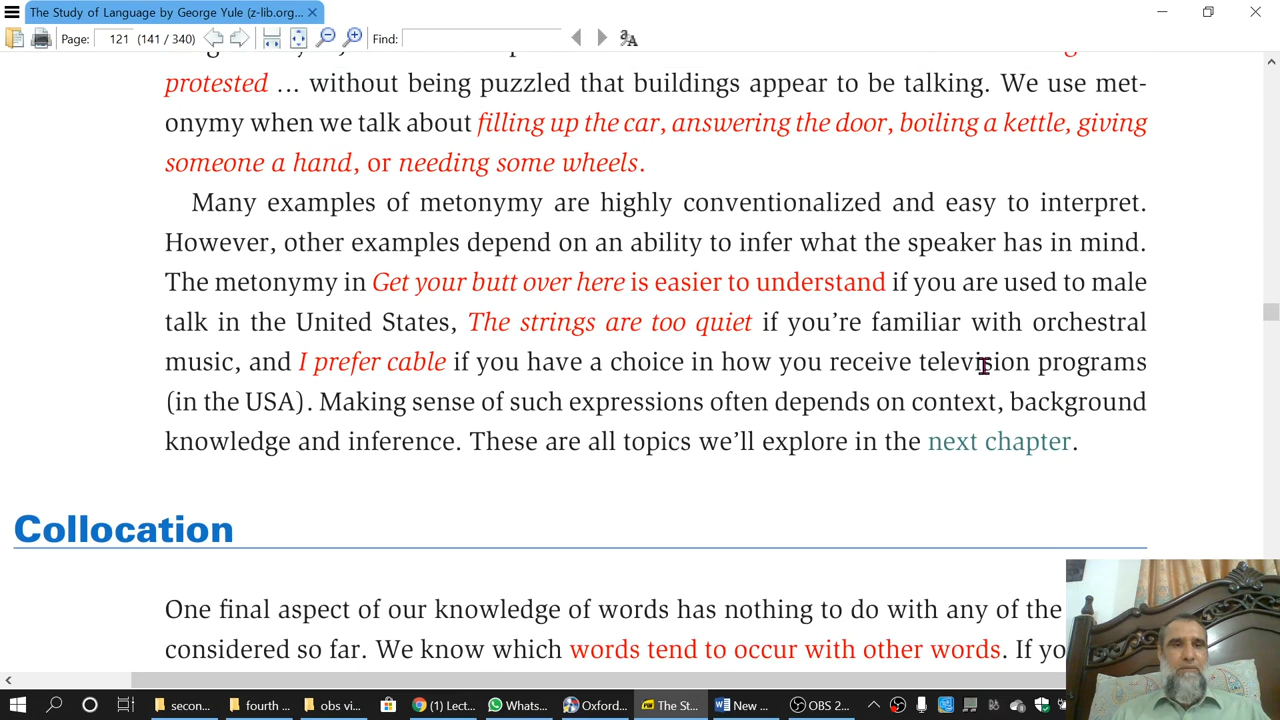 The Study of Language by George Yule (z-lib.org... ×
Page: 121 (141 / 340) Find:
protested ... without being puzzled that buildings appear to be talking. We use met-
onymy when we talk about filling up the car, answering the door, boiling a kettle, giving
someone a hand, or needing some wheels.
Many examples of metonymy are highly conventionalized and easy to interpret.
However, other examples depend on an ability to infer what the speaker has in mind.
The metonymy in Get your butt over here is easier to understand if you are used to male
talk in the United States, The strings are too quiet if you’re familiar with orchestral
music, and I prefer cable if you have a choice in how you receive television programs
(in the USA). Making sense of such expressions often depends on context, background
knowledge and inference. These are all topics we’ll explore in the next chapter.
Collocation
One final aspect of our knowledge of words has nothing to do with any of the
considered so far. We know which words tend to occur with other words. If yo
secon... fourth ... obs vi... (1) Lect... Whats... Oxford... The St... New ... OBS 2...